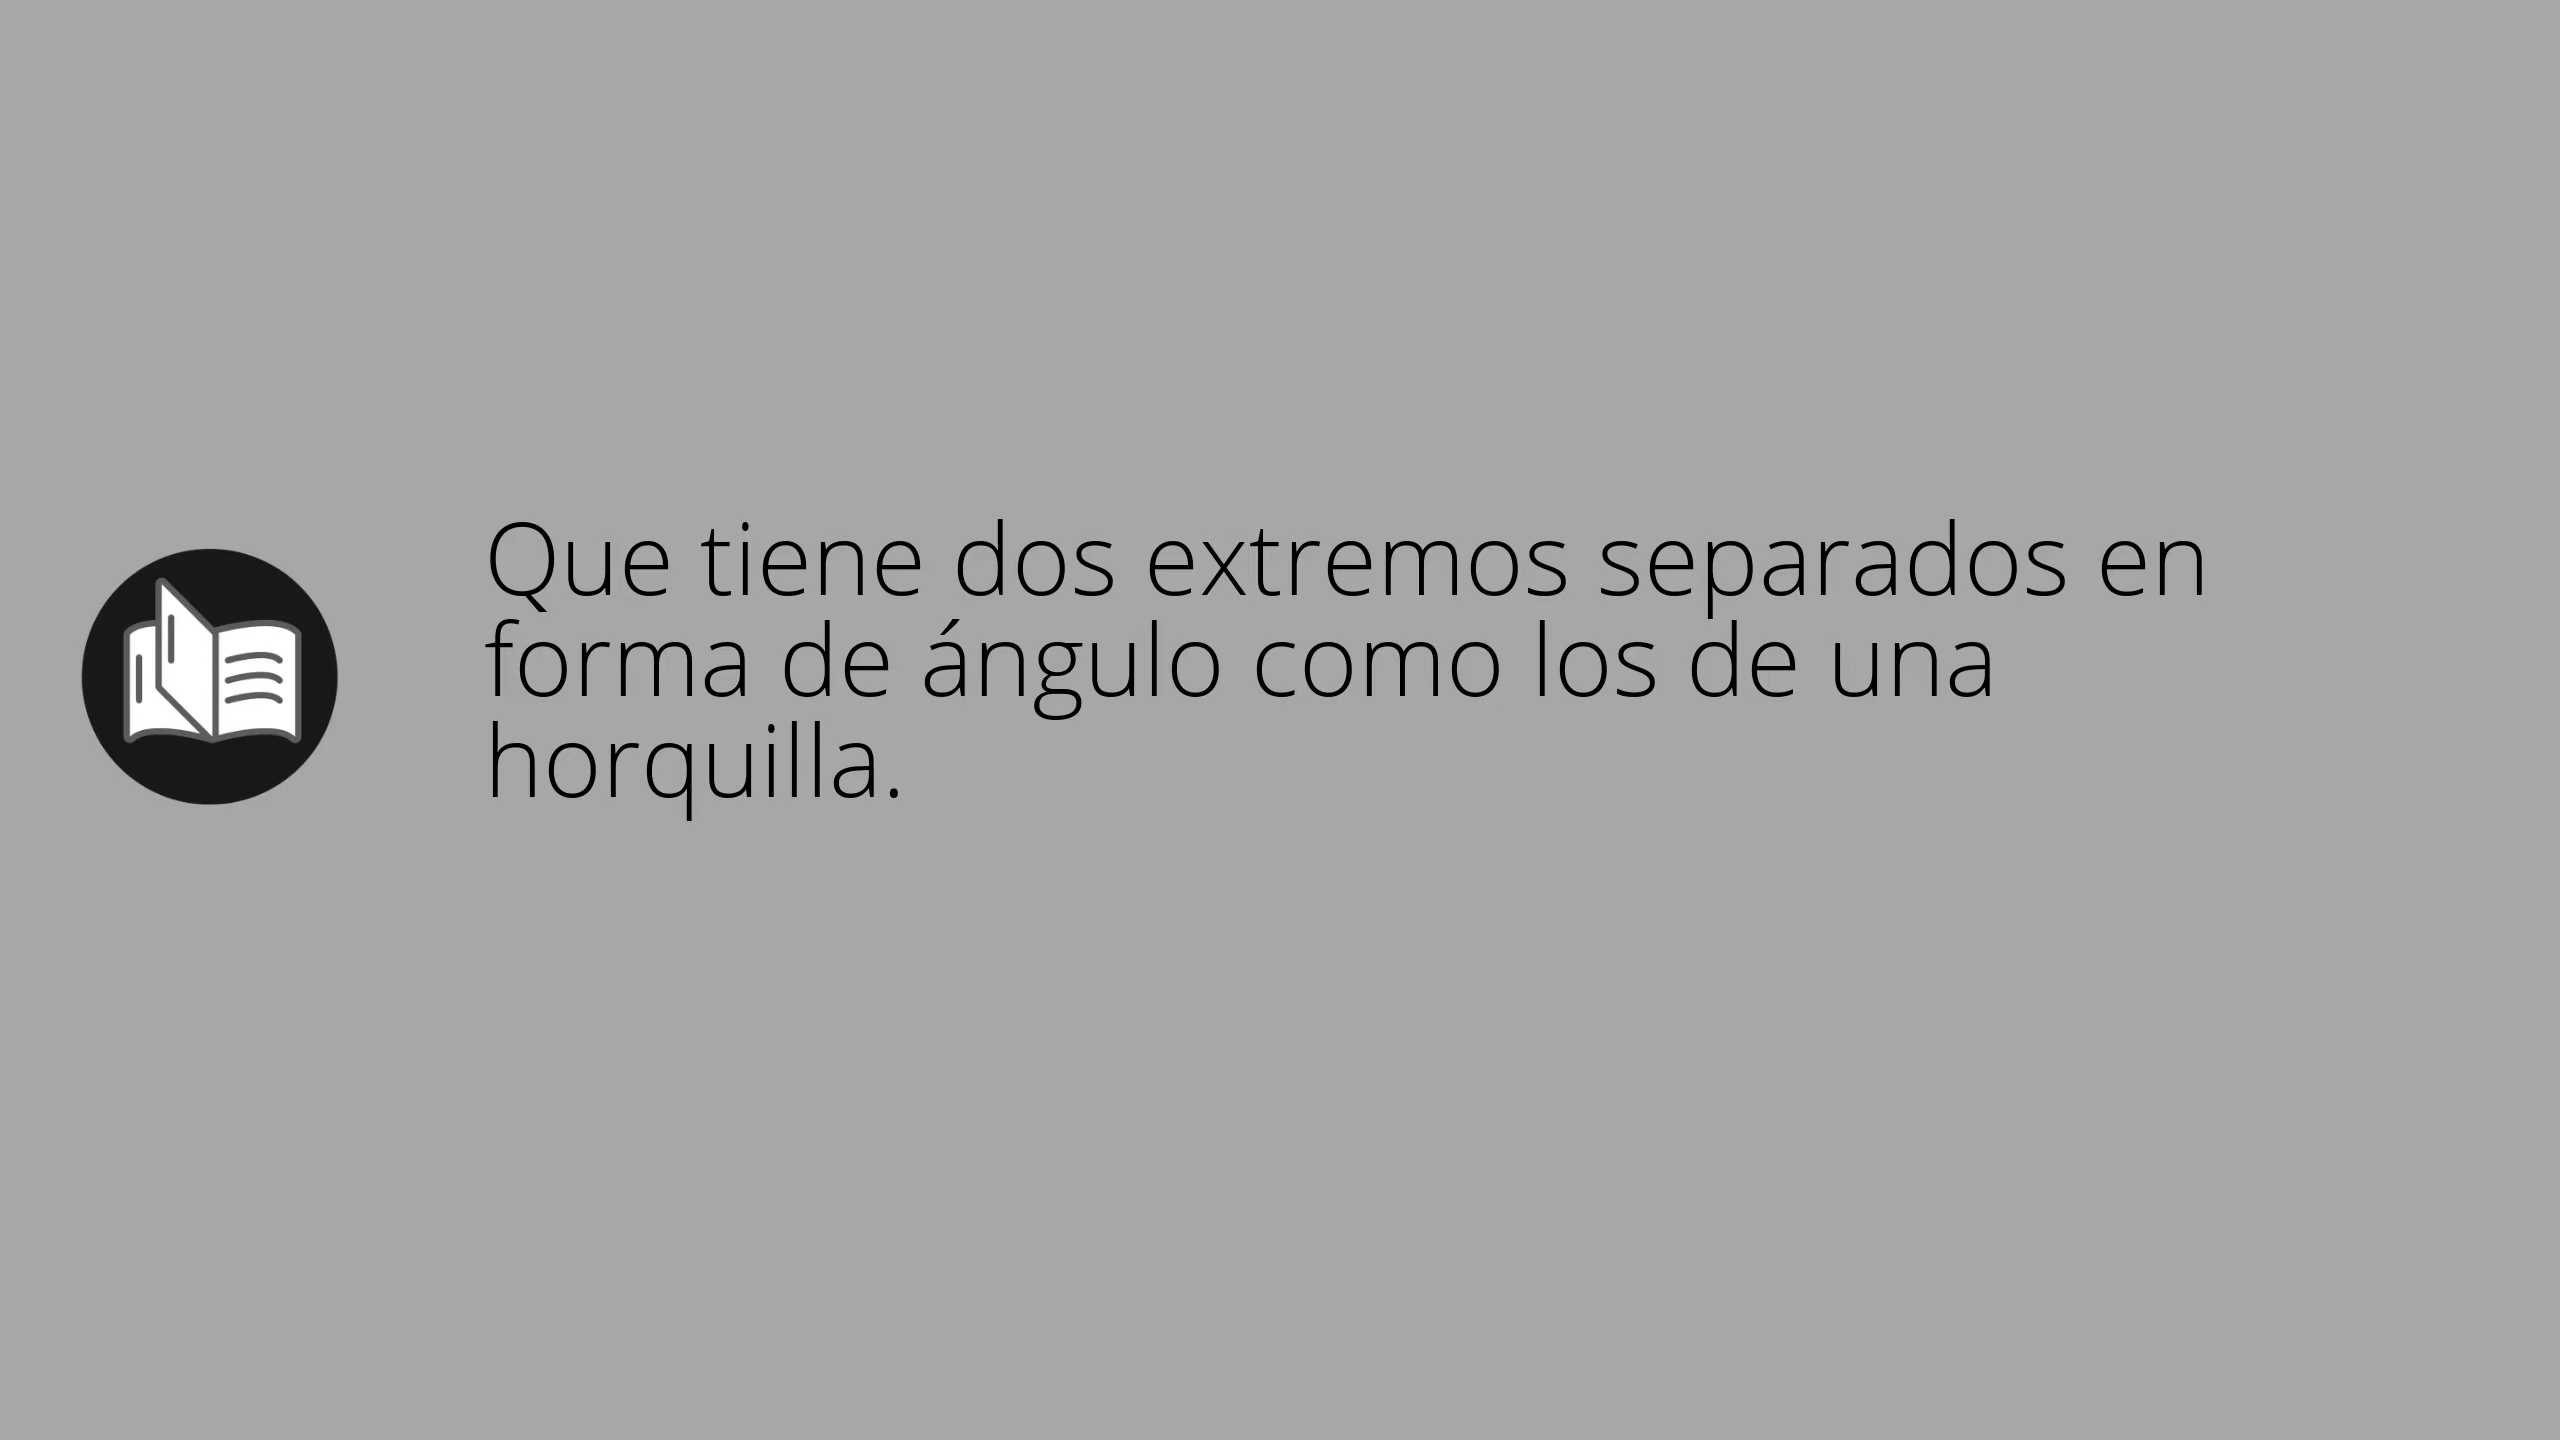 Que tiene dos extremos separados en
forma de ángulo como los de una
horquilla.